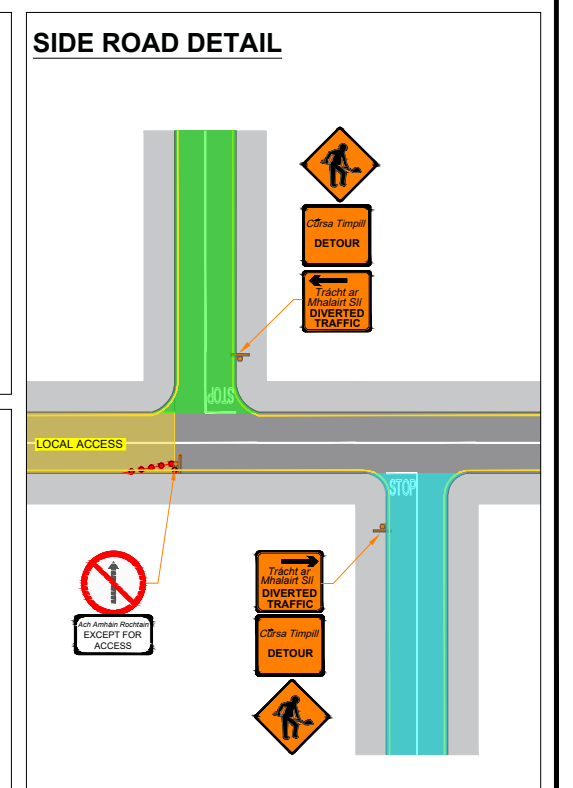 SIDE ROAD DETAIL
Cúrsa Timpill
DETOUR
Trácht ar
Mhalairt Slí
DIVERTED
TRAFFIC
STOP
LOCAL ACCESS
STOP
Trácht ar
Mhalairt Slí
DIVERTED
TRAFFIC
Ach Amháin Rochtain
EXCEPT FOR
ACCESS
Cúrsa Timpill
DETOUR